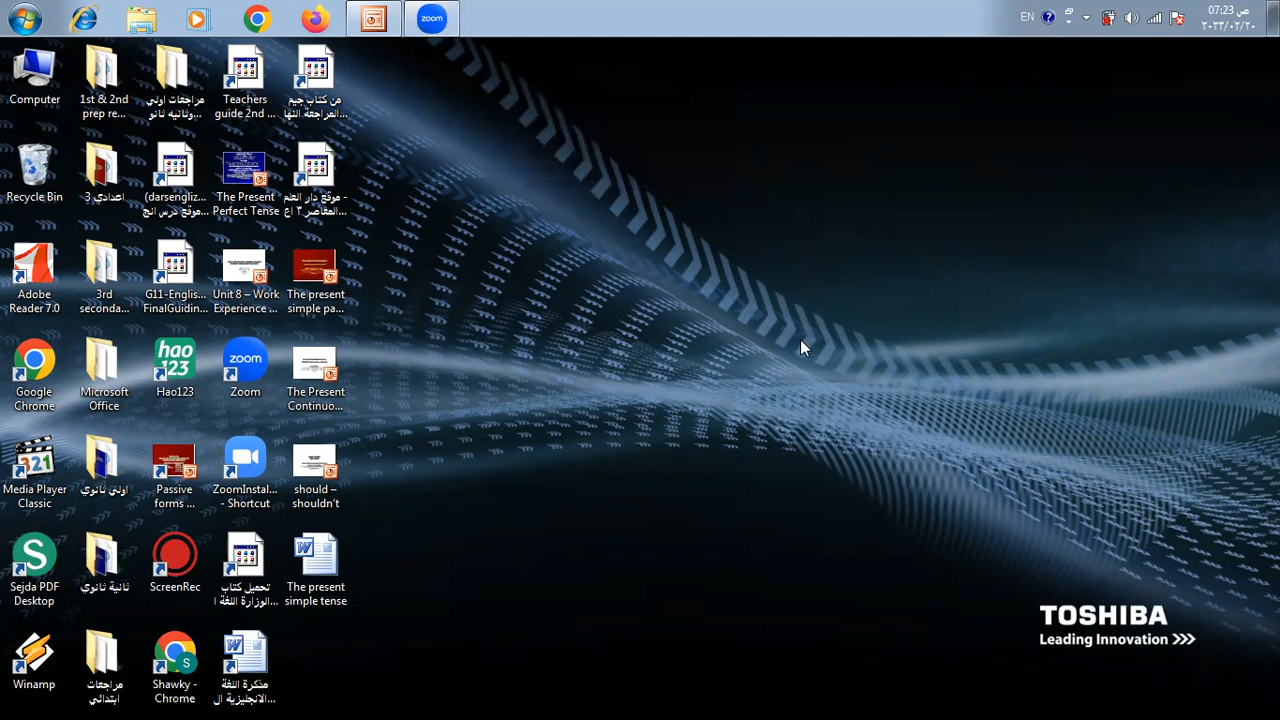 zoom
EN
07:23 ص
٢٠٢٣/٠٢/٢٠
Computer
1st & 2nd
prep re...
مراجعات اولي
وثانيه ثانو
Teachers
guide 2nd ...
من كتاب جيم
المراجعة النها...
Recycle Bin
اعدادي 3
(darsengliz...
موقع درس انج...
The Present
Perfect Tense
موقع دار العلم -
المعاصر ٣ اع...
Adobe
Reader 7.0
3rd
seconda...
G11-Englis...
FinalGuidin...
Unit 8 – Work
Experience ...
The present
simple pa...
Google
Chrome
Microsoft
Office
hao
123
Hao123
zoom
Zoom
The Present
Continuo...
321
Media Player
Classic
اولى ثانوي
Passive
forms ...
ZoomInstal...
- Shortcut
should –
shouldn't
S
Sejda PDF
Desktop
ثانية ثانوي
ScreenRec
تحميل كتاب
الوزارة اللغة ا...
The present
simple tense
Winamp
مراجعات
ابتدائي
S
Shawky -
Chrome
مذكرة اللغة
الانجليزية ال...
TOSHIBA
Leading Innovation >>>